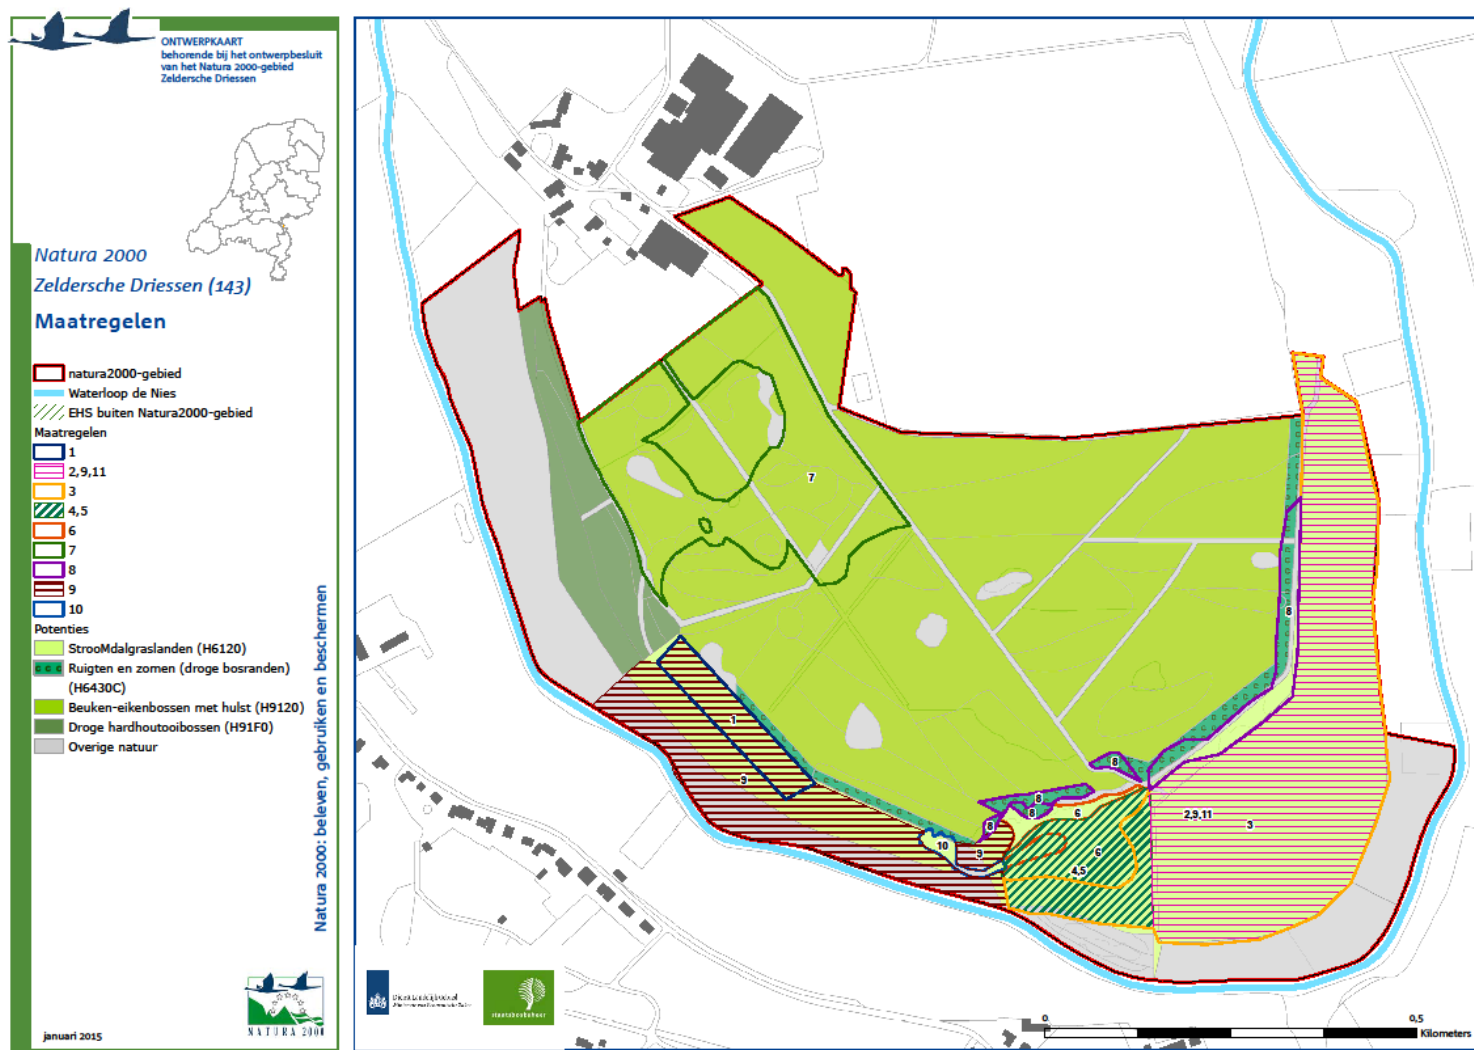 ONTWERPKAART
behorende bij het ontwerpbesluit
van het Natura 2000-gebied
Zeldersche Driessen
Natura 2000
Zeldersche Driessen (143)
Maatregelen
natura2000-gebied
Waterloop de Nies
EHS buiten Natura2000-gebied
Maatregelen
1
2,9,11
3
4,5
6
7
8
9
10
Potenties
StrooMdalgraslanden (H6120)
Ruigten en zomen (droge bosranden)
(H6430C)
Beuken-eikenbossen met hulst (H9120)
Droge hardhoutooibossen (H91F0)
Overige natuur
Natura 2000: beleven, gebruiken en beschermen
NATURA 2000
januari 2015
7
8
1
9
8
8
8
8
6
2,9,11
3
10
9
6
4,5
staatsbosbeheer
0
0,5
Kilometers